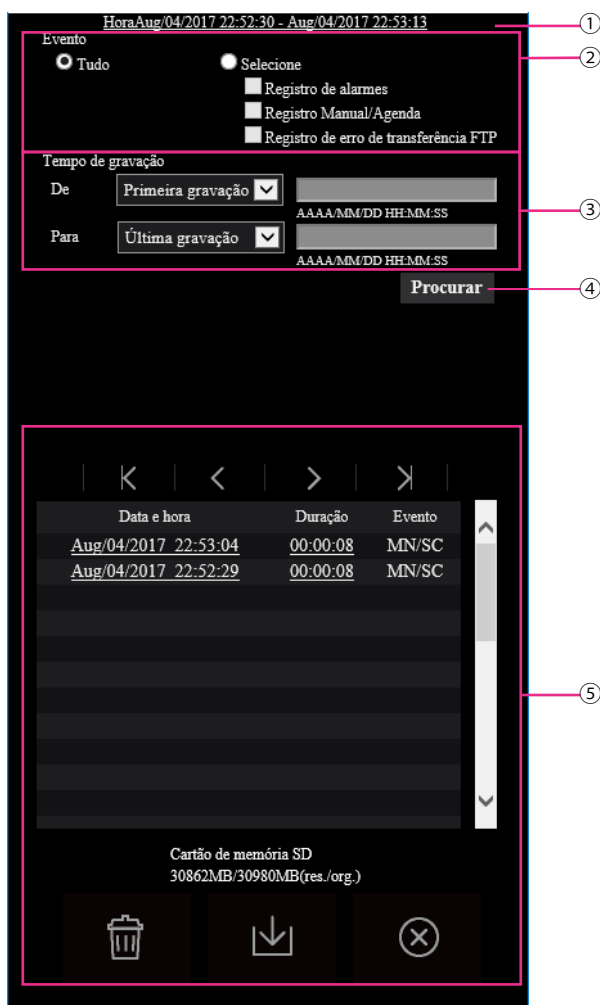 HoraAug/04/2017 22:52:30 - Aug/04/2017 22:53:13
①
Evento
②
Tudo Selecione
Registro de alarmes
Registro Manual/Agenda
Registro de erro de transferência FTP
Tempo de gravação
De Primeira gravação
AAAA/MM/DD HH:MM:SS
③
Para Última gravação
AAAA/MM/DD HH:MM:SS
Procurar
④
Data e hora Duração Evento
Aug/04/2017 22:53:04 00:00:08 MN/SC
Aug/04/2017 22:52:29 00:00:08 MN/SC
⑤
Cartão de memória SD
30862MB/30980MB(res./org.)